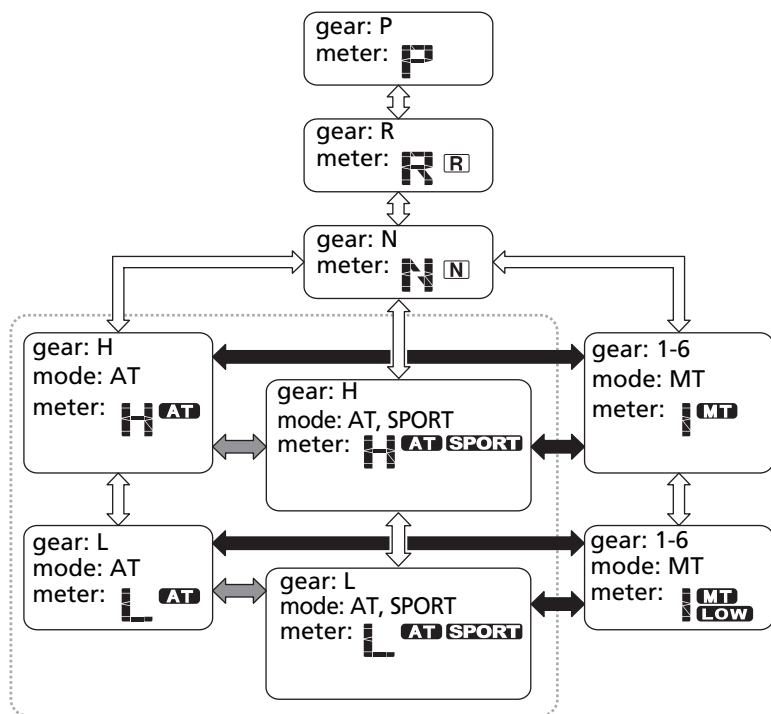 gear: P
meter: P
gear: R
meter: R R
gear: N
meter: N N
gear: H
mode: AT
meter: H AT
gear: H
mode: AT, SPORT
meter: H AT SPORT
gear: 1-6
mode: MT
meter: 1 MT
gear: L
mode: AT
meter: L AT
gear: L
mode: AT, SPORT
meter: L AT SPORT
gear: 1-6
mode: MT
meter: 1 MT
LOW